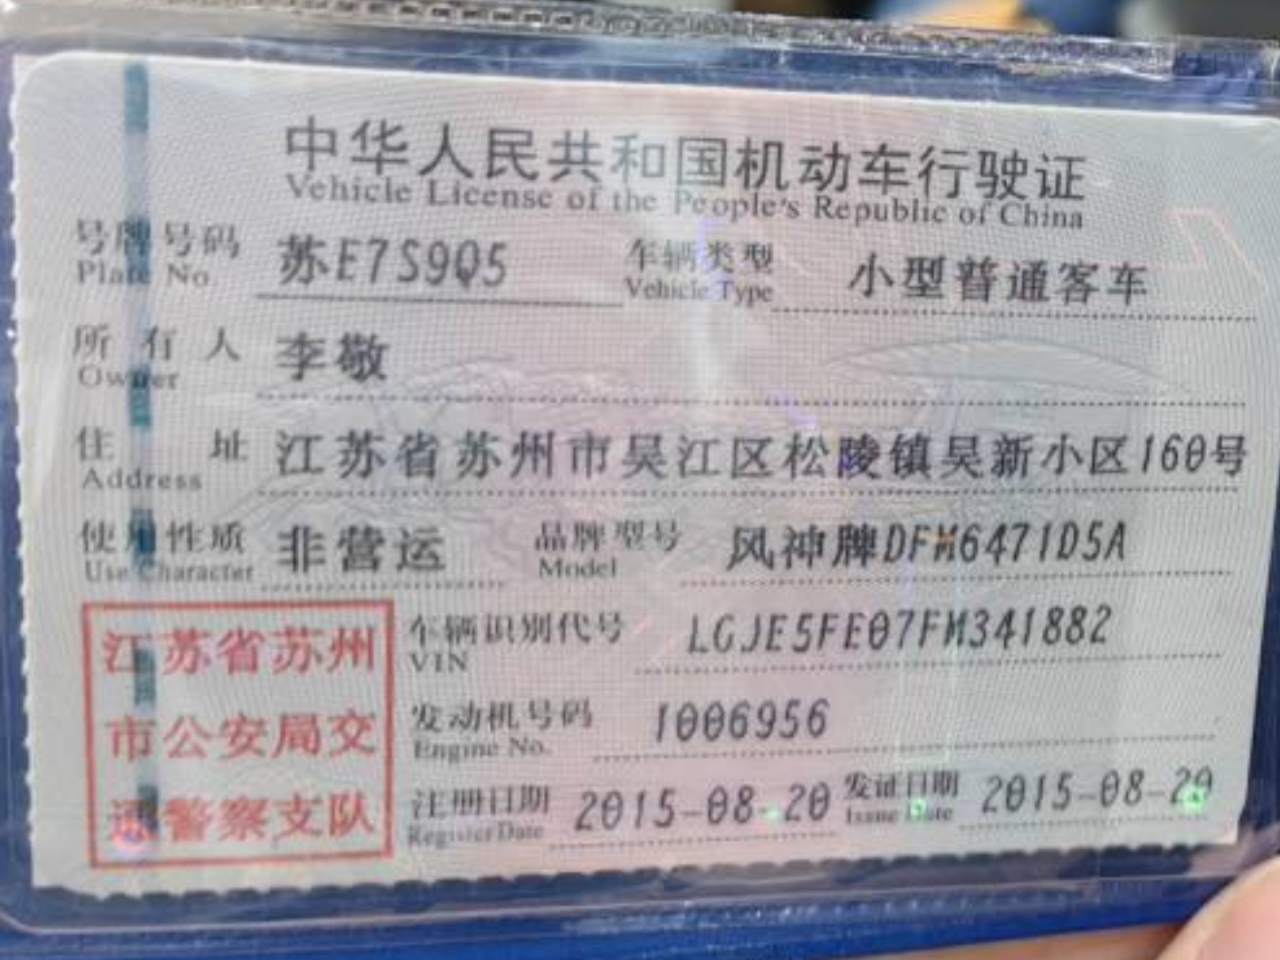 中华人民共和国机动车行驶证
Vehicle License of the People's Republic of China
号牌号码 苏E7S9Q5 车辆类型 小型普通客车
Plate No. Vehicle Type
所有人 李敬
Owner
住址 江苏省苏州市吴江区松陵镇吴新小区160号
Address
使用性质 非营运 品牌型号 风神牌DFM6471D5A
Use Character Model
江苏省苏州
市公安局交
通警察支队
车辆识别代号 LGJE5FE07FM341882
VIN
发动机号码 1006956
Engine No.
注册日期 2015-08-20 发证日期 2015-08-20
Register Date Issue Date